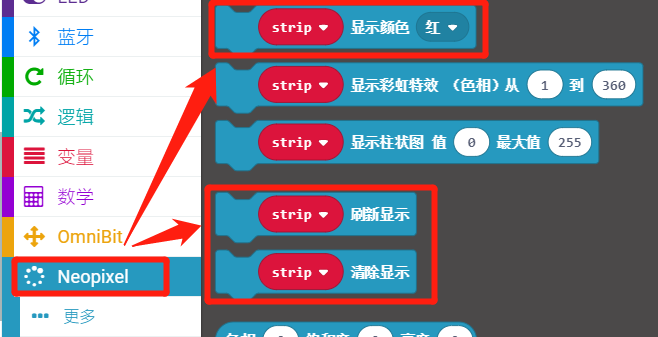 LED
蓝牙
循环
逻辑
变量
数学
OmniBit
Neopixel
更多
strip 显示颜色 红
strip 显示彩虹特效 （色相）从 1 到 360
strip 显示柱状图 值 0 最大值 255
strip 刷新显示
strip 清除显示